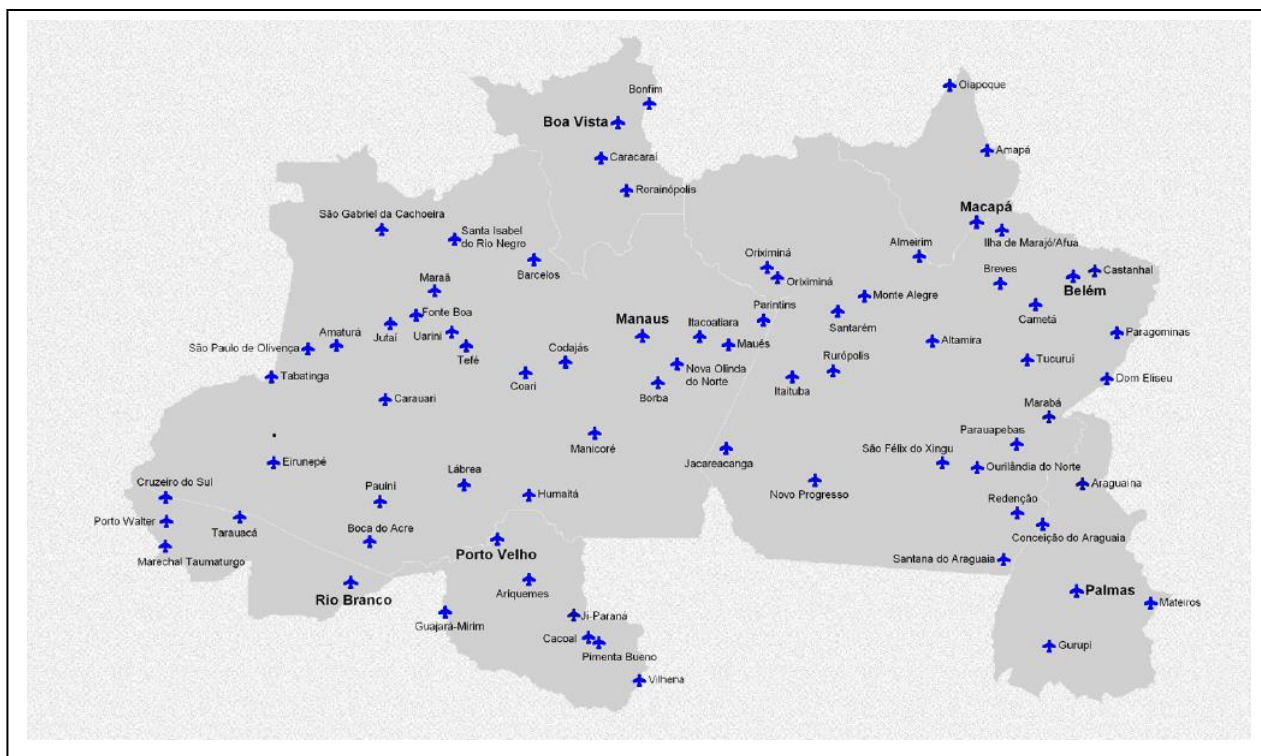 Oiapoque
Bonfim
Boa Vista
Amapá
Caracaraí
Rorainópolis
Macapá
São Gabriel da Cachoeira
Santa Isabel
do Rio Negro
Ilha de Marajó/Afua
Almeirim
Oriximiná
Barcelos
Castanhal
Breves
Maraã
Oriximiná
Belém
Monte Alegre
Fonte Boa
Parintins
Cametá
Manaus
Santarém
Itacoatiara
Amaturá
Jutaí
Uarini
Paragominas
Altamira
São Paulo de Olivença
Maués
Tefé
Codajás
Rurópolis
Tucuruí
Nova Olinda
do Norte
Tabatinga
Coari
Borba
Itaituba
Dom Eliseu
Carauari
Marabá
Parauapebas
Manicoré
Jacareacanga
São Félix do Xingu
Eirunepé
Ourilândia do Norte
Lábrea
Cruzeiro do Sul
Araguaina
Pauini
Humaitá
Novo Progresso
Redenção
Porto Walter
Tarauacá
Boca do Acre
Conceição do Araguaia
Porto Velho
Marechal Taumaturgo
Santana do Araguaia
Ariquemes
Palmas
Rio Branco
Mateiros
Ji-Paraná
Guajará-Mirim
Cacoal
Pimenta Bueno
Gurupi
Vilhena